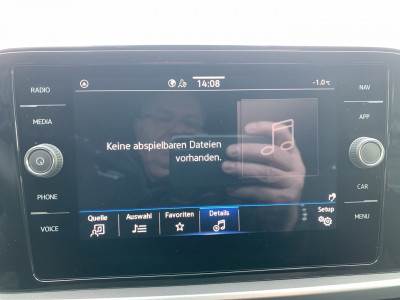 RADIO
MEDIA
PHONE
VOICE
14:08
-1.0°C
Keine abspielbaren Dateien
vorhanden.
Quelle
Auswahl
Favoriten
Details
Setup
NAV
APP
CAR
MENU